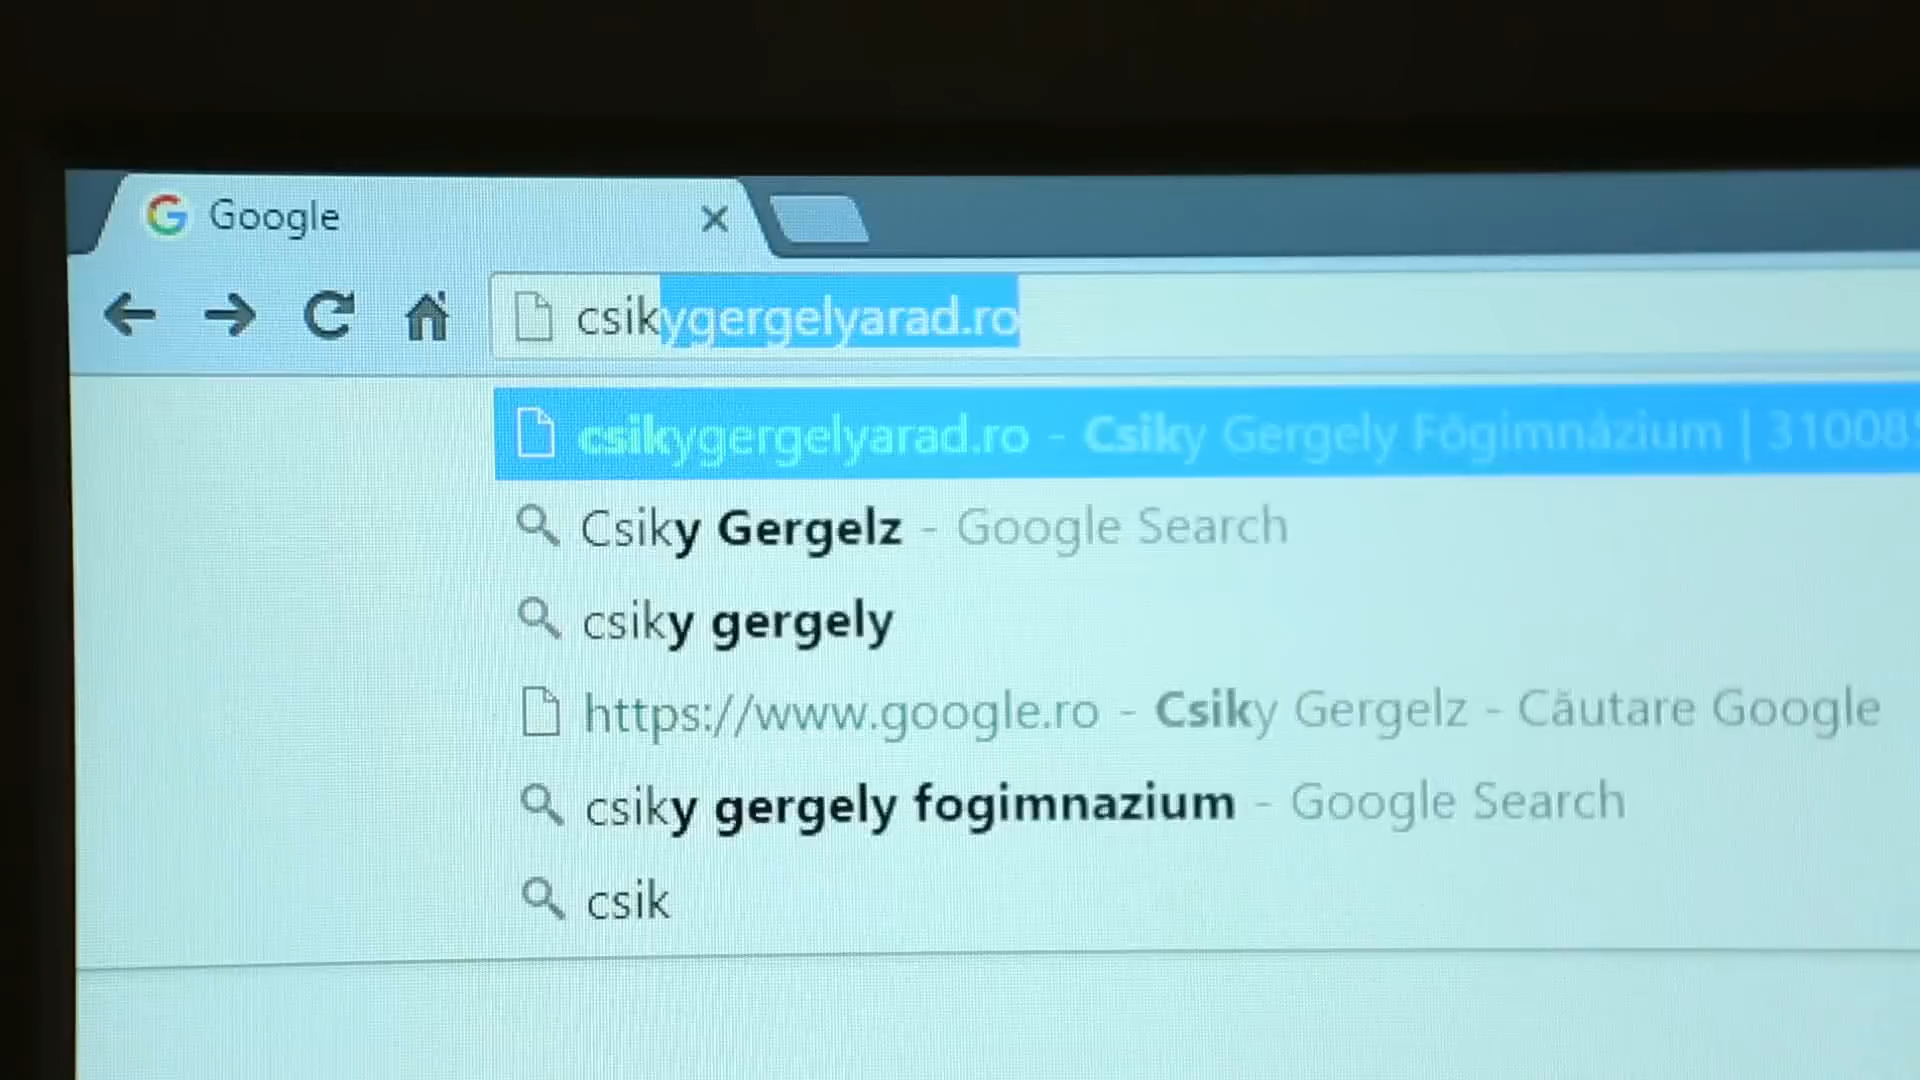 Google
csikygergelyarad.ro
csikygergelyarad.ro - Csiky Gergely Főgimnázium | 310085
Csiky Gergelz - Google Search
csiky gergely
https://www.google.ro - Csiky Gergelz - Căutare Google
csiky gergely fogimnazium - Google Search
csik